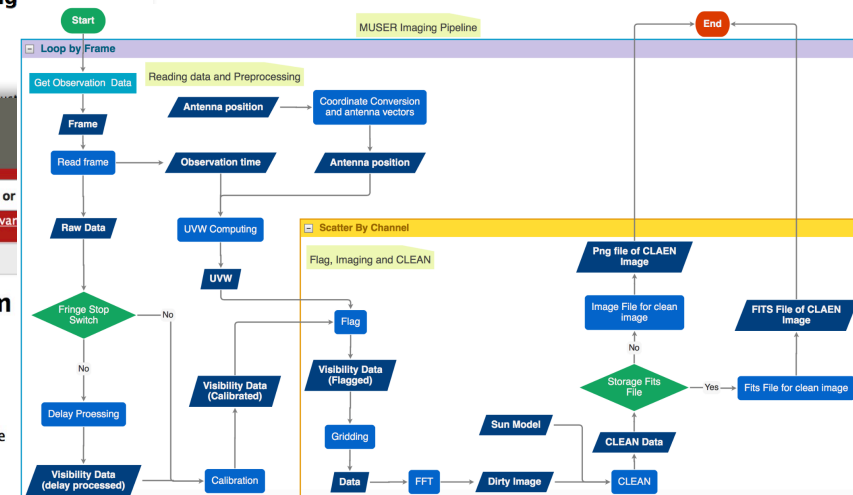 Start
MUSER Imaging Pipeline
End
Loop by Frame
Get Observation Data
Reading data and Preprocessing
Antenna position
Coordinate Conversion
and antenna vectors
Frame
Read frame
Observation time
Antenna position
or
Raw Data
UVW Computing
Scatter By Channel
Flag, Imaging and CLEAN
Png file of CLAEN
Image
UVW
Fringe Stop
Switch
No
Flag
Image File for clean
image
FITS File of CLAEN
Image
No
No
Visibility Data
(Flagged)
Visibility Data
(Calibrated)
Storage Fits
File
Yes
Fits File for clean image
Delay Proessing
Gridding
Sun Model
CLEAN Data
Visibility Data
(delay processed)
Calibration
Data
FFT
Dirty Image
CLEAN